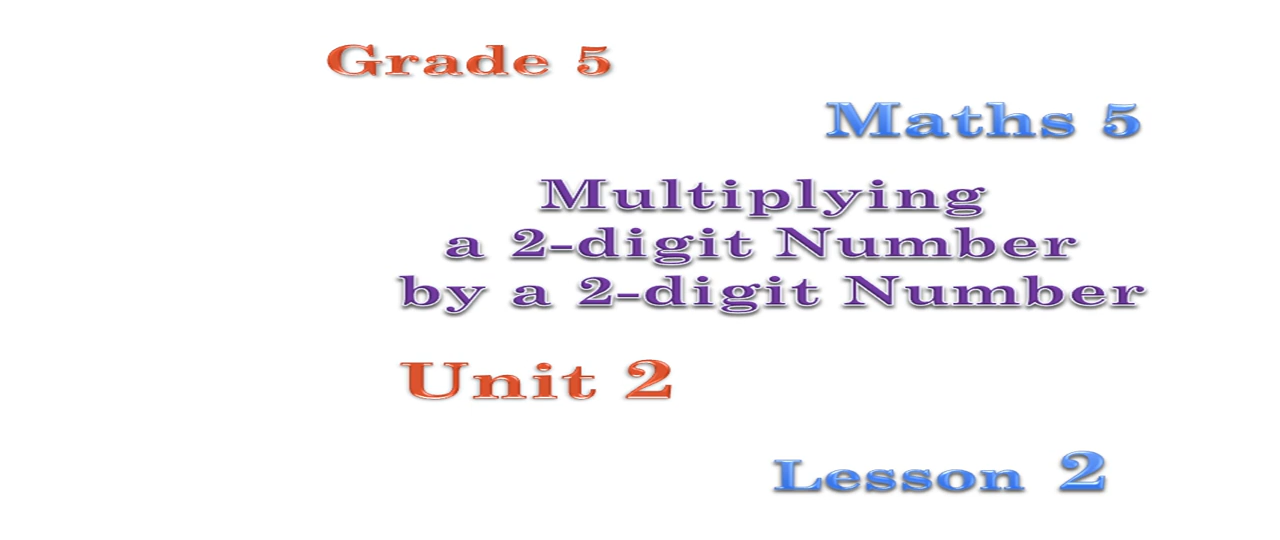 Grade 5
Maths 5
Multiplying
a 2-digit Number
by a 2-digit Number
Unit 2
Lesson 2